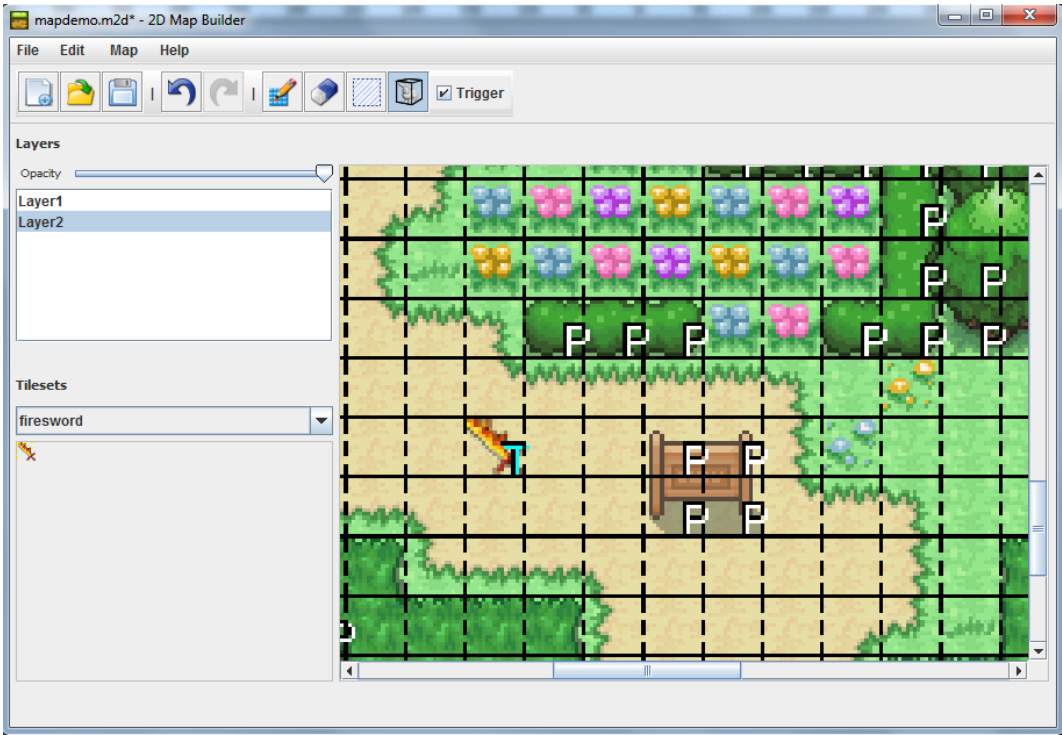 mapdemo.m2d* - 2D Map Builder
File Edit Map Help
Trigger
Layers
Opacity
Layer1
Layer2
Tilesets
firesword
P
P P
P P P P P P
T P P
P P
P